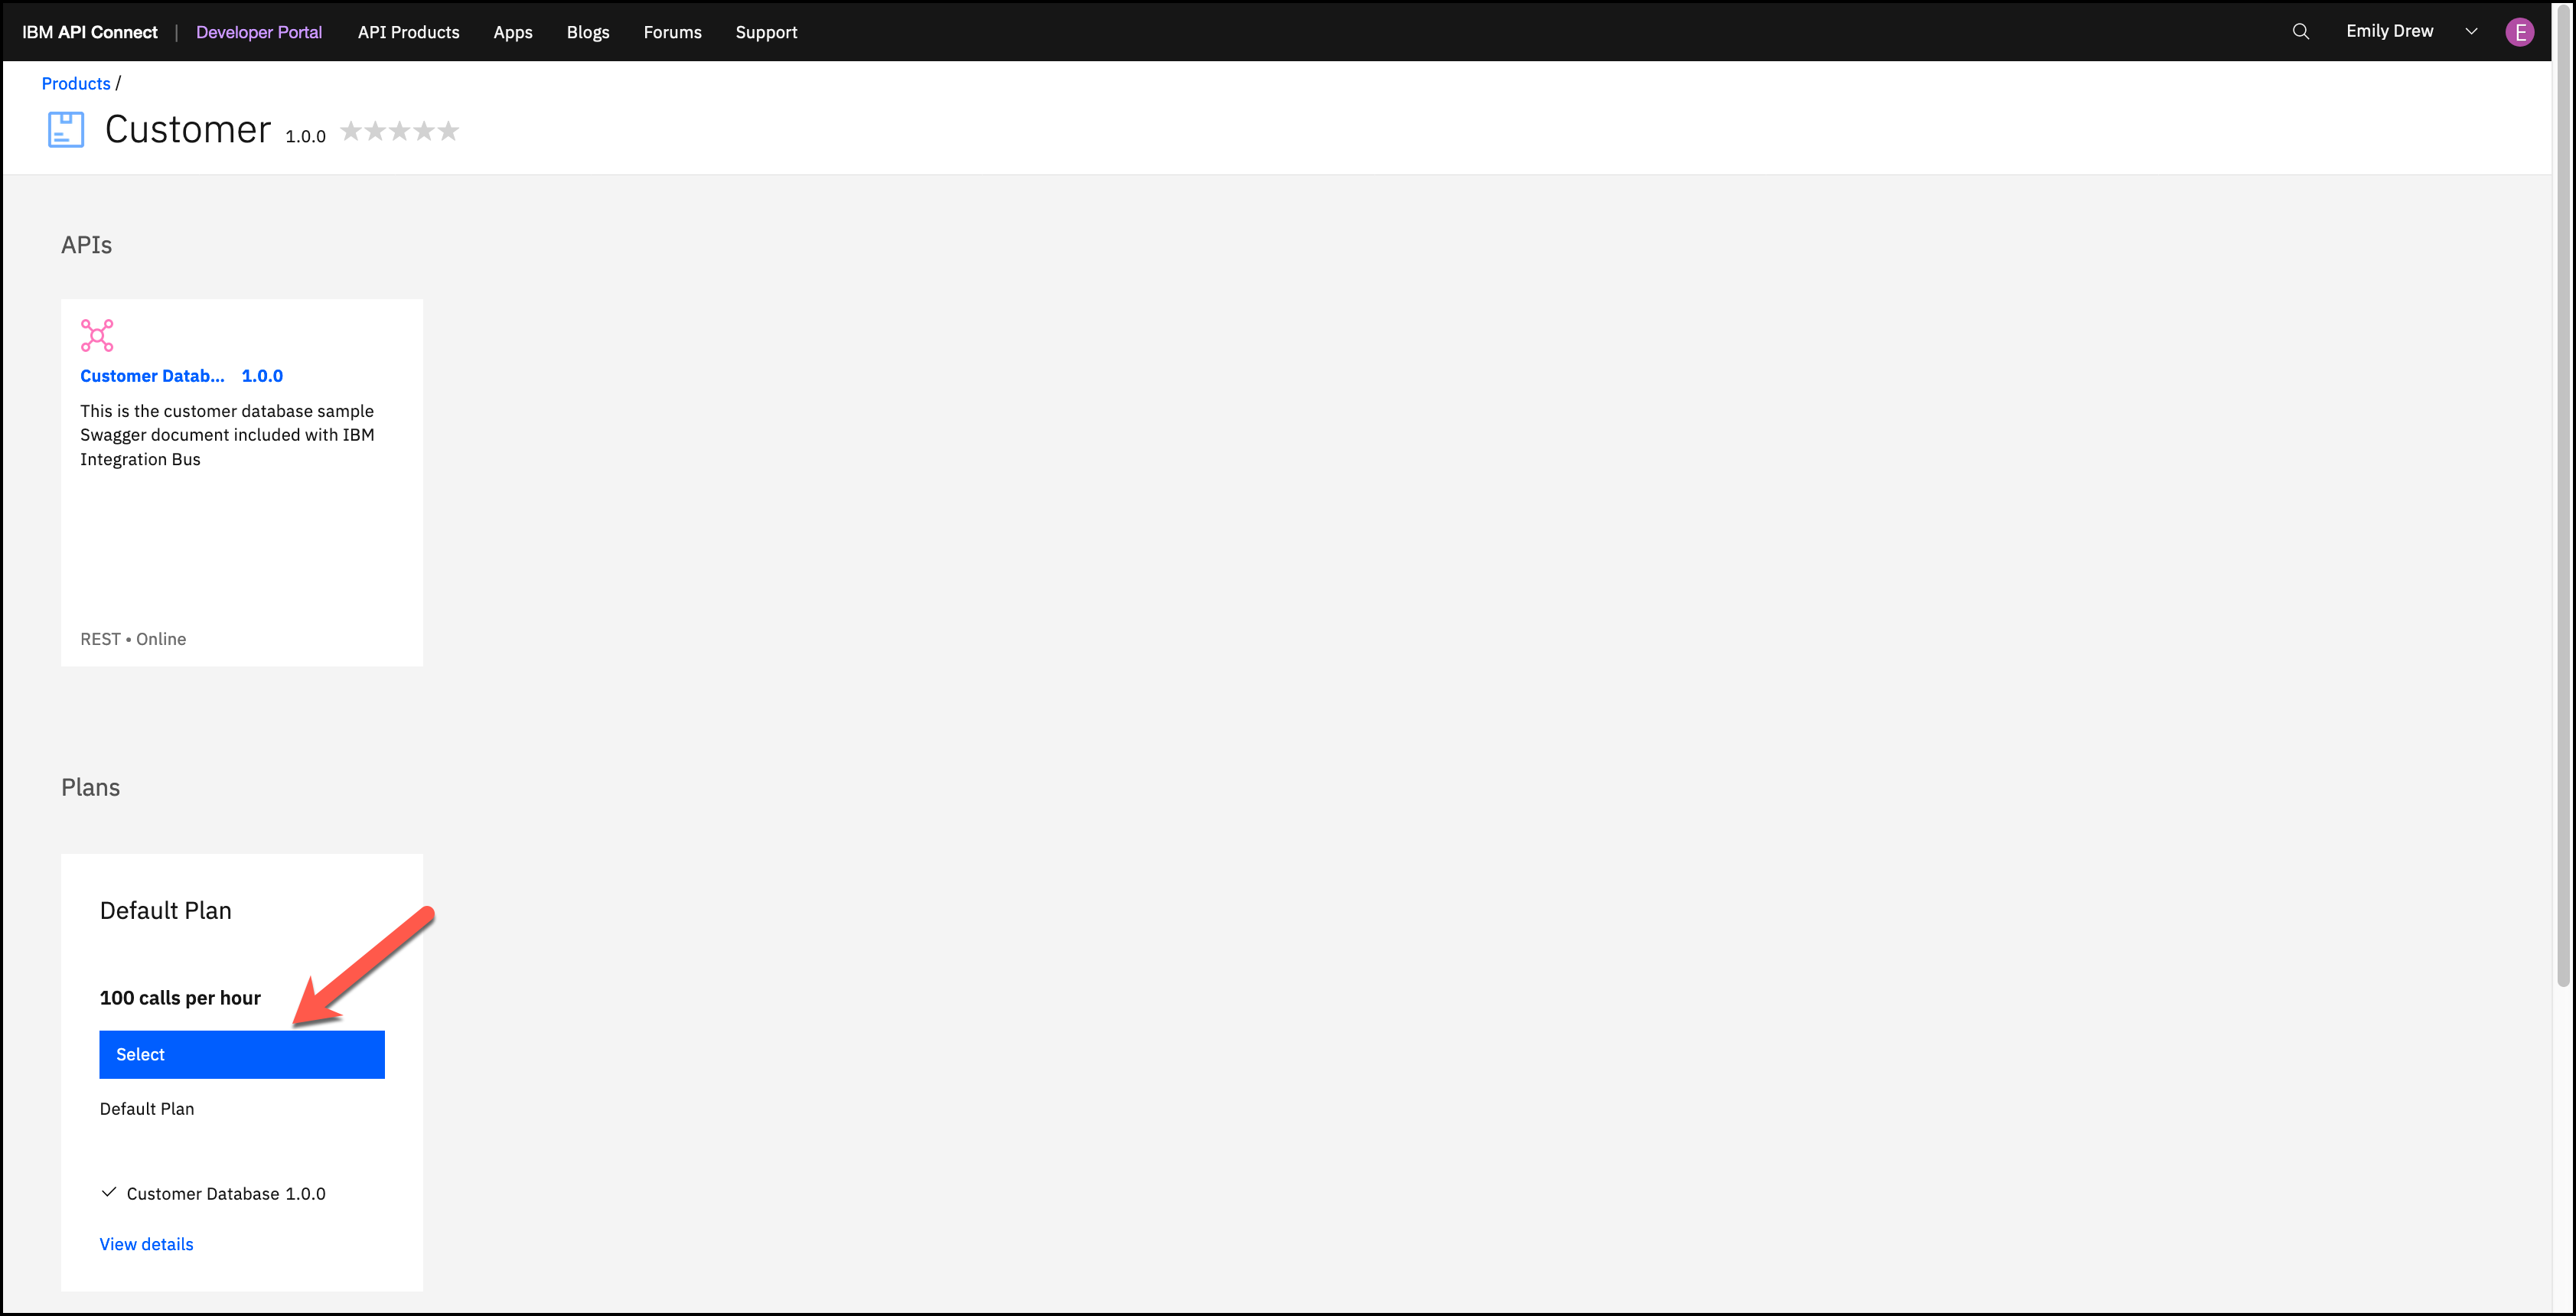 IBM API Connect | Developer Portal API Products Apps Blogs Forums Support Emily Drew E
Products /
Customer 1.0.0
APIs
Customer Datab... 1.0.0
This is the customer database sample
Swagger document included with IBM
Integration Bus
REST • Online
Plans
Default Plan
100 calls per hour
Select
Default Plan
Customer Database 1.0.0
View details